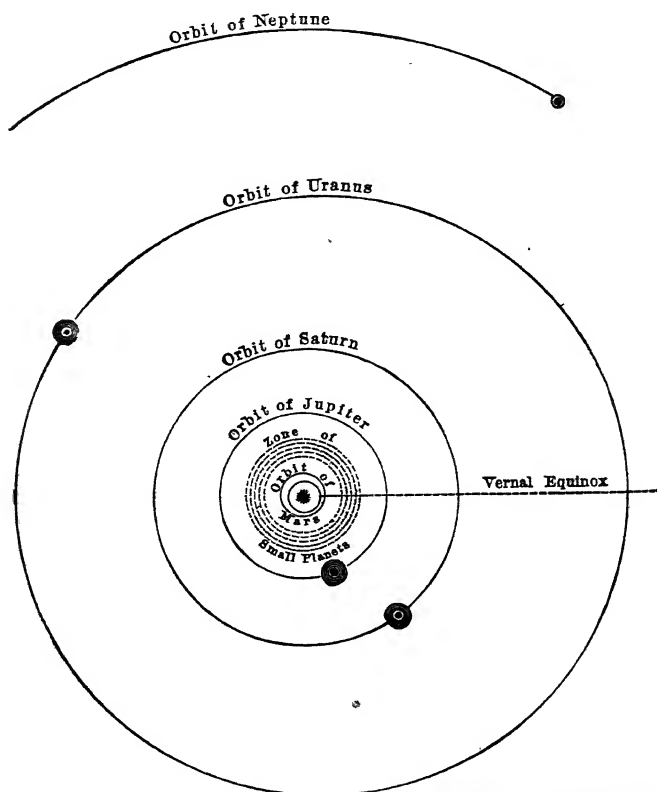 Orbit of Neptune
Orbit of Uranus
Orbit of Saturn
Orbit of Jupiter
Zone of
Orbit of
Mars
Small Planets
Vernal Equinox